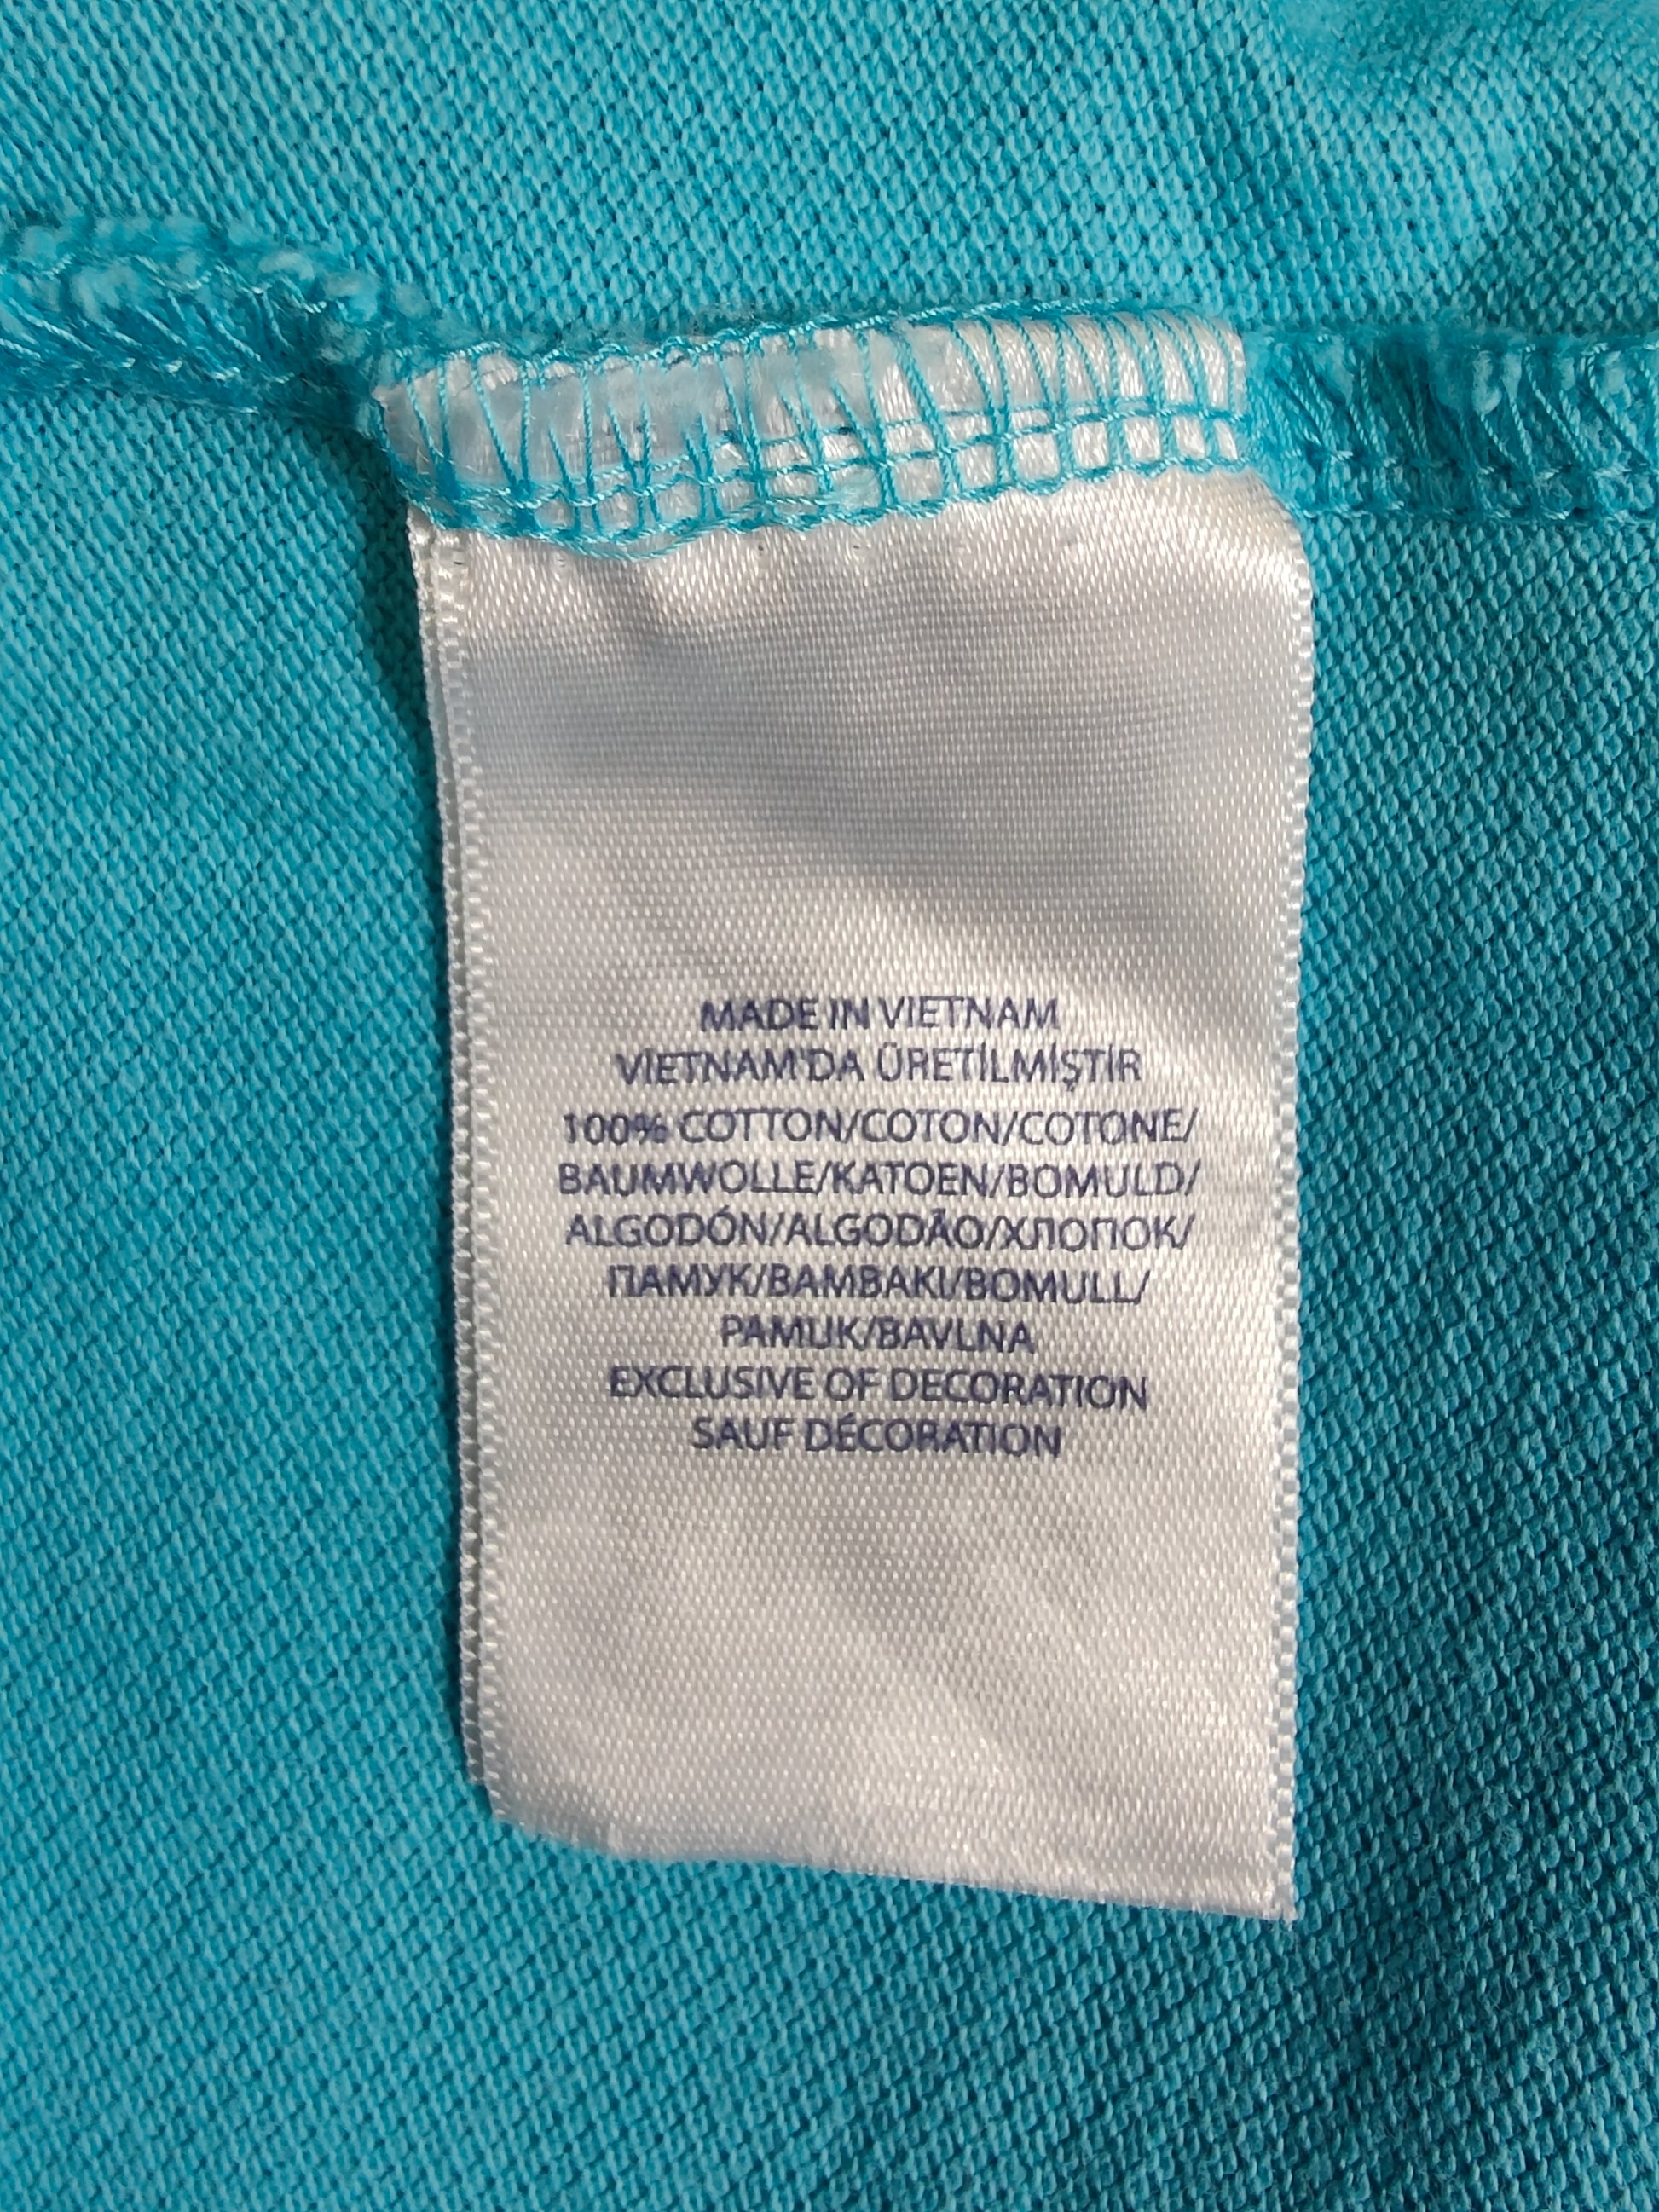 MADE IN VIETNAM
VIETNAM'DA ÜRETİLMİŞTİR
100% COTTON/COTON/COTONE/
BAUMWOLLE/KATOEN/BOMULD/
ALGODÓN/ALGODÃO/ХЛОПОК/
ПАМУК/ΒΑΜΒΑΚΙ/BOMULL/
PAMUK/BAVLNA
EXCLUSIVE OF DECORATION
SAUF DÉCORATION